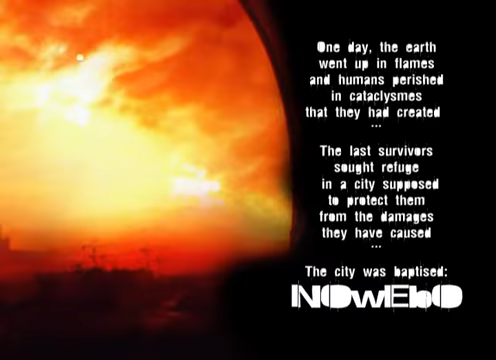 One day, the earth
went up in flames
and humans perished
in cataclysmes
that they had created
...
The last survivors
sought refuge
in a city supposed
to protect them
from the damages
they have caused
...
The city was baptised:
NOwlEbO